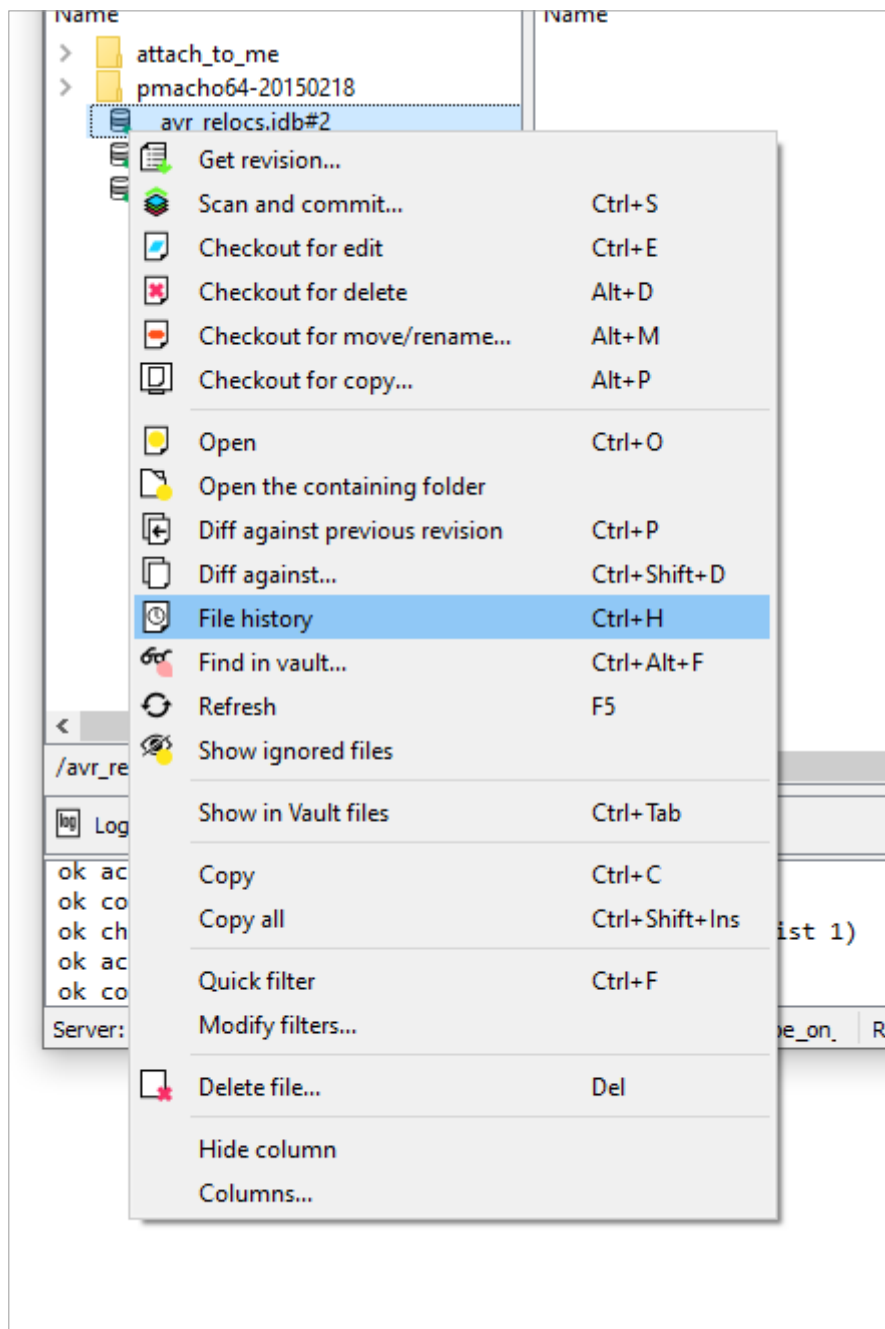 Name
Name
attach_to_me
pmacho64-20150218
avr_relocs.idb#2
Get revision...
Scan and commit... Ctrl+S
Checkout for edit Ctrl+E
Checkout for delete Alt+D
Checkout for move/rename... Alt+M
Checkout for copy... Alt+P
Open Ctrl+O
Open the containing folder
Diff against previous revision Ctrl+P
Diff against... Ctrl+Shift+D
File history Ctrl+H
Find in vault... Ctrl+Alt+F
Refresh F5
Show ignored files
/avr_re
Show in Vault files Ctrl+Tab
log Log
ok ac
Copy Ctrl+C
ok co
Copy all Ctrl+Shift+Ins
ok ch ist 1)
ok ac
Quick filter Ctrl+F
ok co
Modify filters...
Server: pe_on_ R
Delete file... Del
Hide column
Columns...